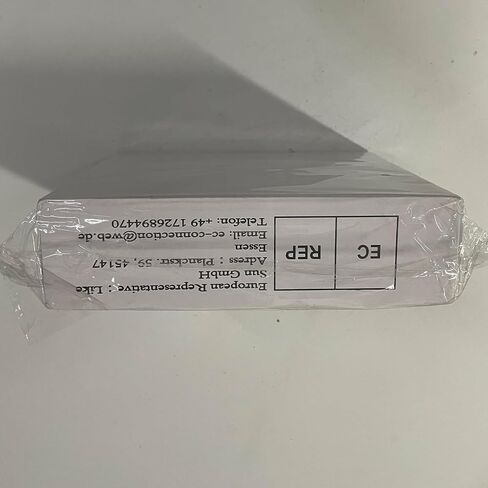 EC REP
European Representative : Like
Sun GmbH
Adress : Planckstr. 59, 45147
Essen
Email: ec-connection@web.de
Telefon: +49 1726894470